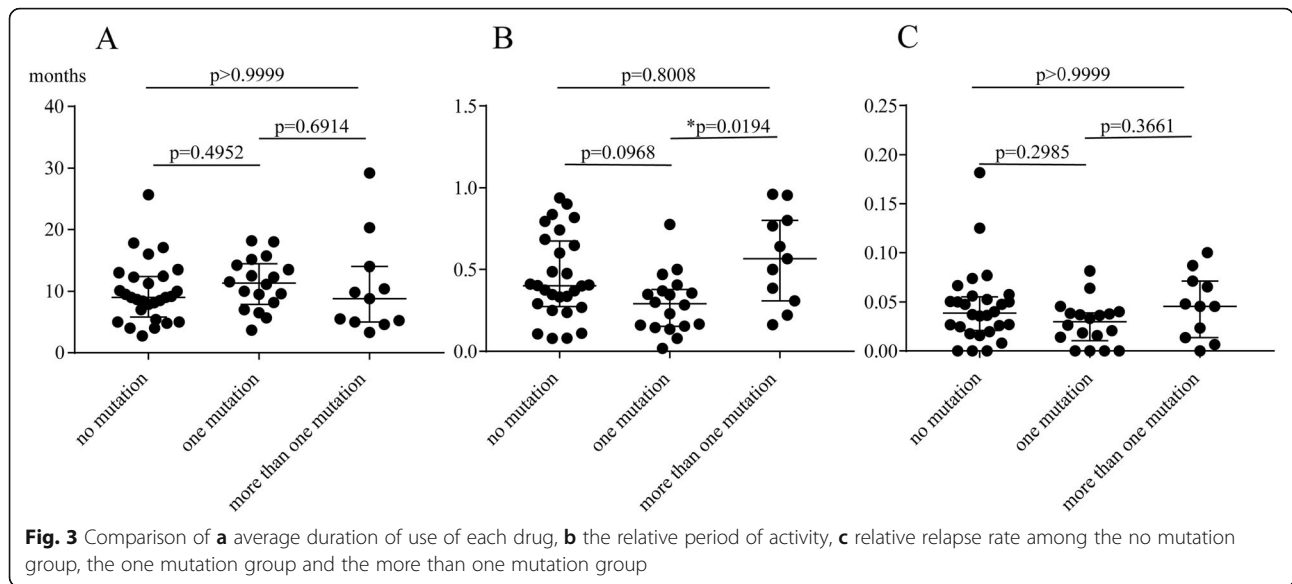 A
B
C
months
p>0.9999
p=0.8008
p>0.9999
40
1.5
0.25
p=0.6914
*p=0.0194
p=0.3661
p=0.4952
p=0.0968
p=0.2985
30
20
10
0
1.0
0.5
0.0
0.20
0.15
0.10
0.05
0.00
no mutation
one mutation
more than one mutation
no mutation
one mutation
more than one mutation
no mutation
one mutation
more than one mutation
Fig. 3 Comparison of a average duration of use of each drug, b the relative period of activity, c relative relapse rate among the no mutation
group, the one mutation group and the more than one mutation group